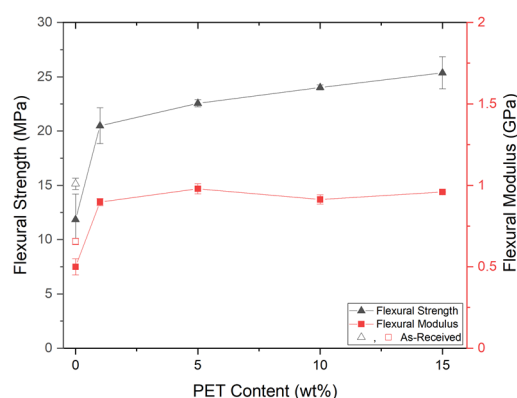 30
25
20
15
10
5
0
Flexural Strength (MPa)
2
1.5
1
0.5
0
Flexural Modulus (GPa)
Flexural Strength
Flexural Modulus
, As-Received
0
5
10
15
PET Content (wt%)